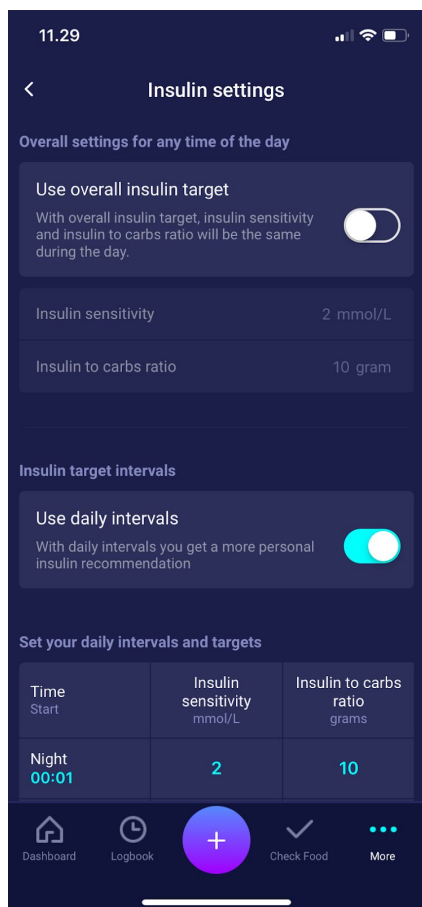 11.29
Insulin settings
Overall settings for any time of the day
Use overall insulin target
With overall insulin target, insulin sensitivity
and insulin to carbs ratio will be the same
during the day.
Insulin sensitivity 2 mmol/L
Insulin to carbs ratio 10 gram
Insulin target intervals
Use daily intervals
With daily intervals you get a more personal
insulin recommendation
Set your daily intervals and targets
Time
Start
Insulin
sensitivity
mmol/L
Insulin to carbs
ratio
grams
Night
00:01
2
10
Dashboard
Logbook
Check Food
More